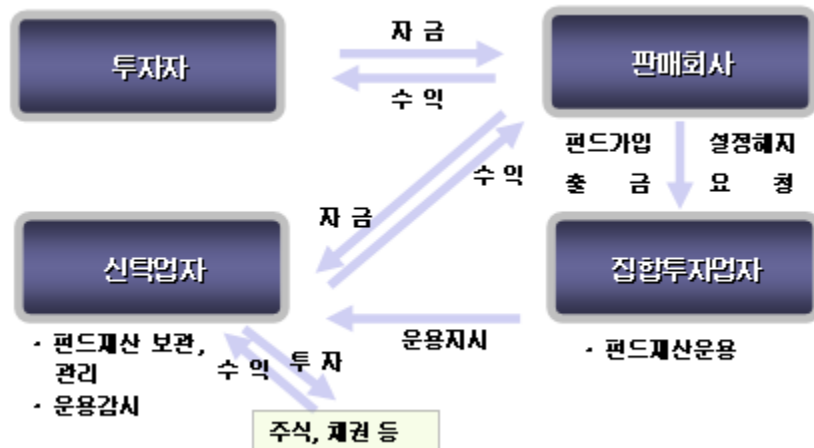 투자자
자 금
수 익
판매회사
펀드가입 설정해지
출 금 요 청
수 익
자 금
신탁업자
집합투자업자
운용지시
· 펀드재산 보관,
관리
· 운용감시
수 익
투 자
· 펀드재산운용
주식, 채권 등